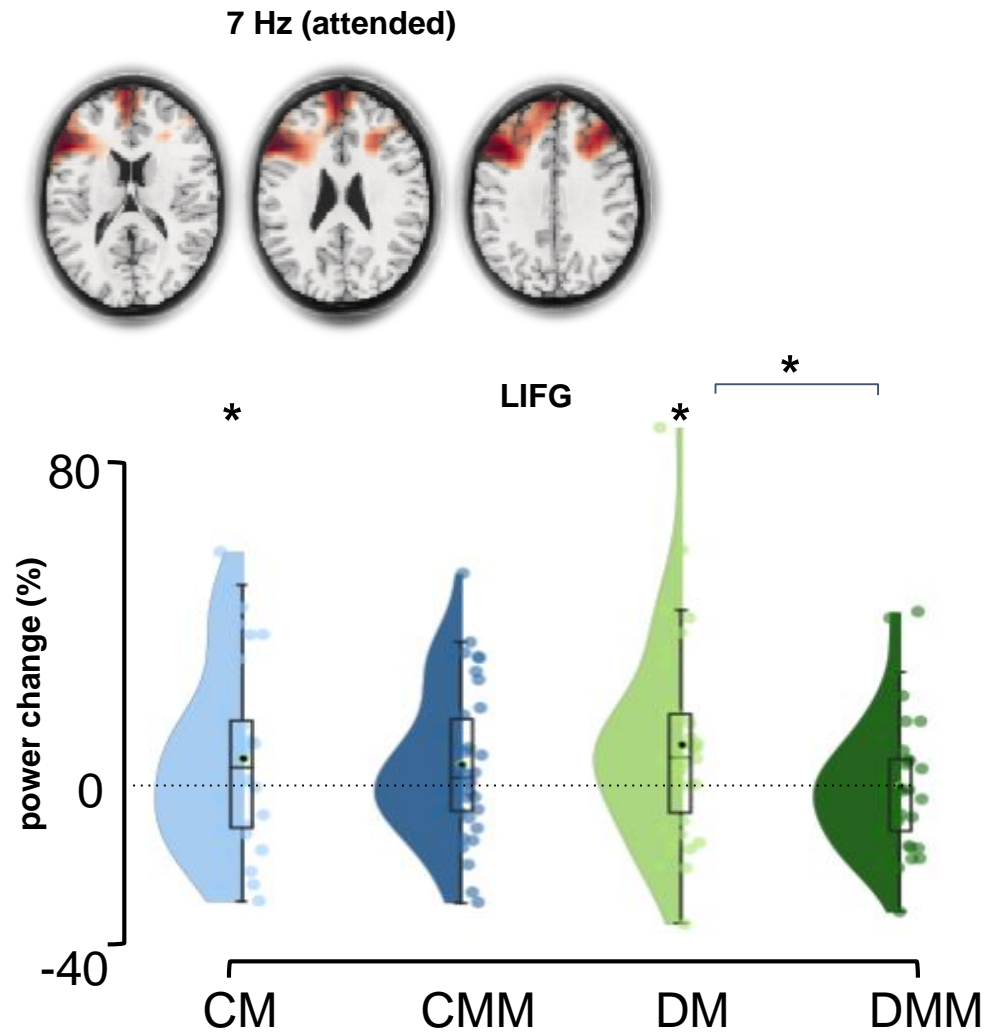 7 Hz (attended)
*
LIFG
* *
80
power change (%)
0
-40
CM CMM DM DMM